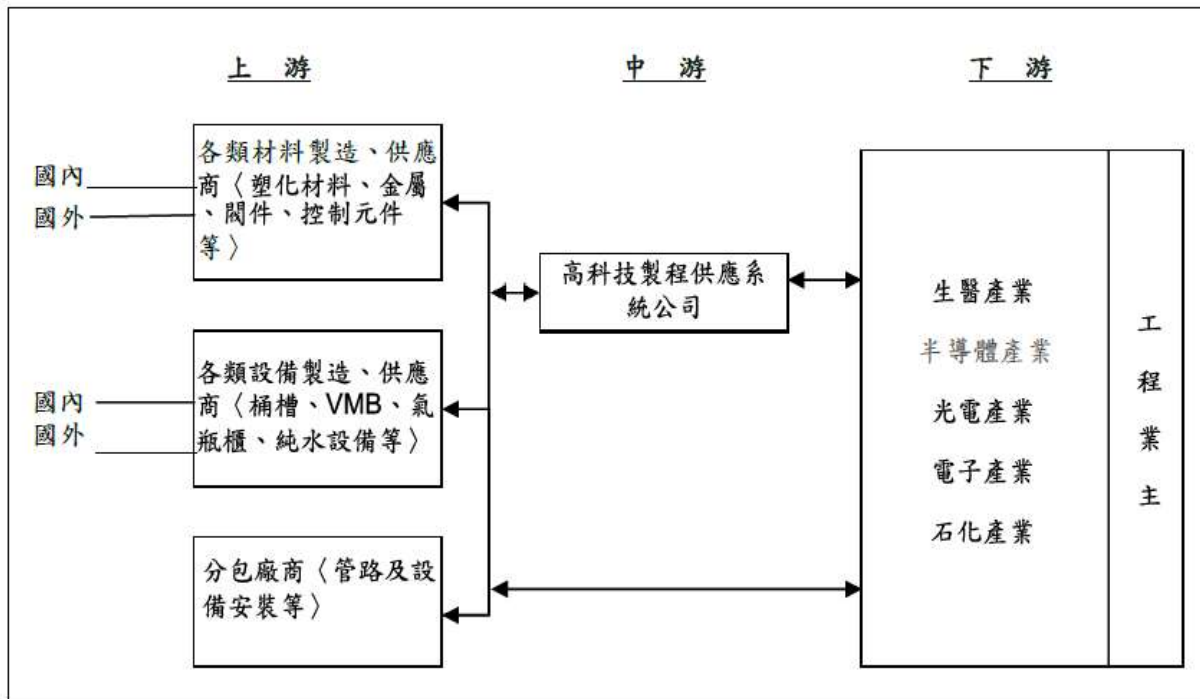 上 游
中 游
下 游
國內
國外
各類材料製造、供應
商〈塑化材料、金屬
、閥件、控制元件
等〉
國內
國外
各類設備製造、供應
商〈桶槽、VMB、氣
瓶櫃、純水設備等〉
分包廠商〈管路及設
備安裝等〉
高科技製程供應系
統公司
生醫產業
半導體產業
光電產業
電子產業
石化產業
工
程
業
主